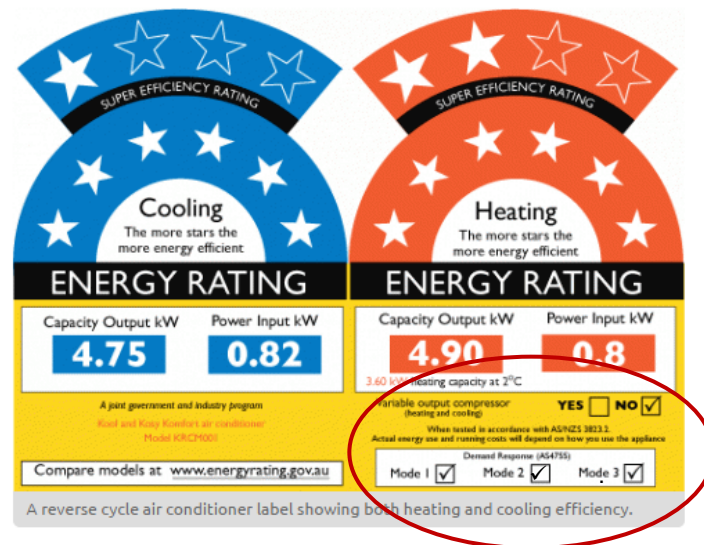 SUPER EFFICIENCY RATING
Cooling
The more stars the
more energy efficient
ENERGY RATING
Capacity Output kW
Power Input kW
4.75
0.82
A joint government and industry program
Kool and Kosy Komfort air conditioner
Model KRCM001
Compare models at www.energyrating.gov.au
SUPER EFFICIENCY RATING
Heating
The more stars the
more energy efficient
ENERGY RATING
Capacity Output kW
Power Input kW
4.90
0.8
3.60 kW heating capacity at 2°C
Variable output compressor
(heating and cooling)
YES NO
When tested in accordance with AS/NZS 3823.2.
Actual energy use and running costs will depend on how you use the appliance
Demand Response (AS4755)
Mode 1 Mode 2 Mode 3
A reverse cycle air conditioner label showing both heating and cooling efficiency.